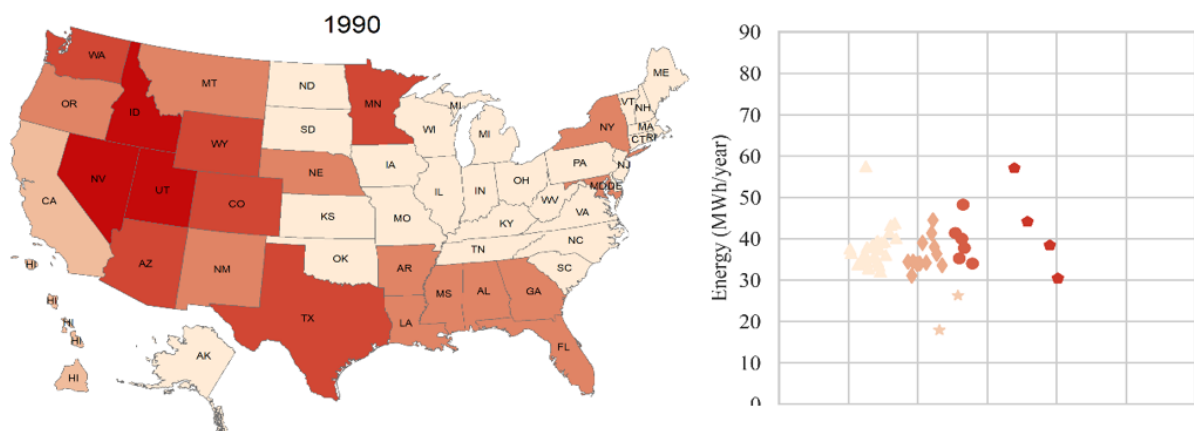 1990
WA
MT
ND
MN
ME
OR
ID
SD
WI
MI
MI
VT
NH
MA
CT
RI
NY
WY
NE
IA
PA
NJ
NV
UT
CO
CA
IL
IN
OH
MD
DE
WV
VA
KS
MO
KY
NC
TN
AZ
NM
OK
AR
SC
MS
AL
GA
LA
TX
FL
HI
HI
HI
HI
HI
AK
Energy (MWh/year)
90
80
70
60
50
40
30
20
10
0